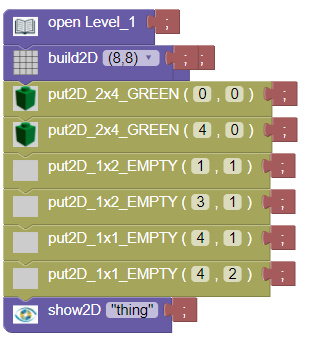 open Level_1 ;
build2D (8,8) ▾ ; ;
put2D_2x4_GREEN ( 0 , 0 ) ;
put2D_2x4_GREEN ( 4 , 0 ) ;
put2D_1x2_EMPTY ( 1 , 1 ) ;
put2D_1x2_EMPTY ( 3 , 1 ) ;
put2D_1x1_EMPTY ( 4 , 1 ) ;
put2D_1x1_EMPTY ( 4 , 2 ) ;
show2D "thing" ;